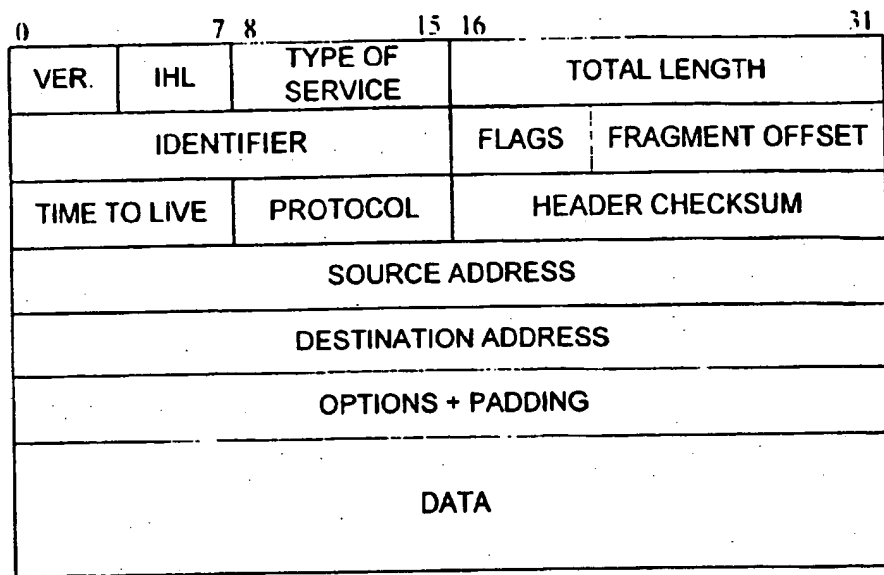 0 7 8 15 16 31
VER. IHL TYPE OF SERVICE TOTAL LENGTH
IDENTIFIER FLAGS FRAGMENT OFFSET
TIME TO LIVE PROTOCOL HEADER CHECKSUM
SOURCE ADDRESS
DESTINATION ADDRESS
OPTIONS + PADDING
DATA